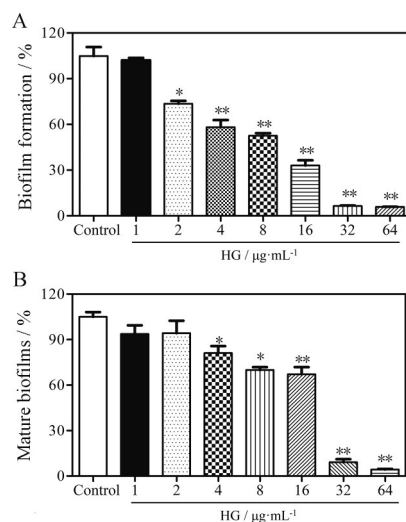 A
Biofilm formation / %
120
90
60
30
0
*
**
**
**
**
**
Control 1 2 4 8 16 32 64
HG / μg·mL⁻¹
B
Mature biofilms / %
120
90
60
30
0
*
*
**
**
**
Control 1 2 4 8 16 32 64
HG / μg·mL⁻¹